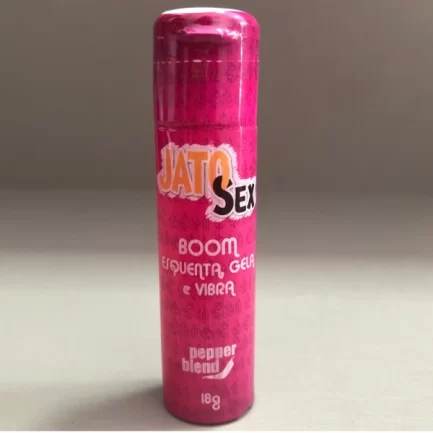 JATO
SEX
BOOM
ESQUENTA, GELA
e VIBRA
pepper
blend
18g